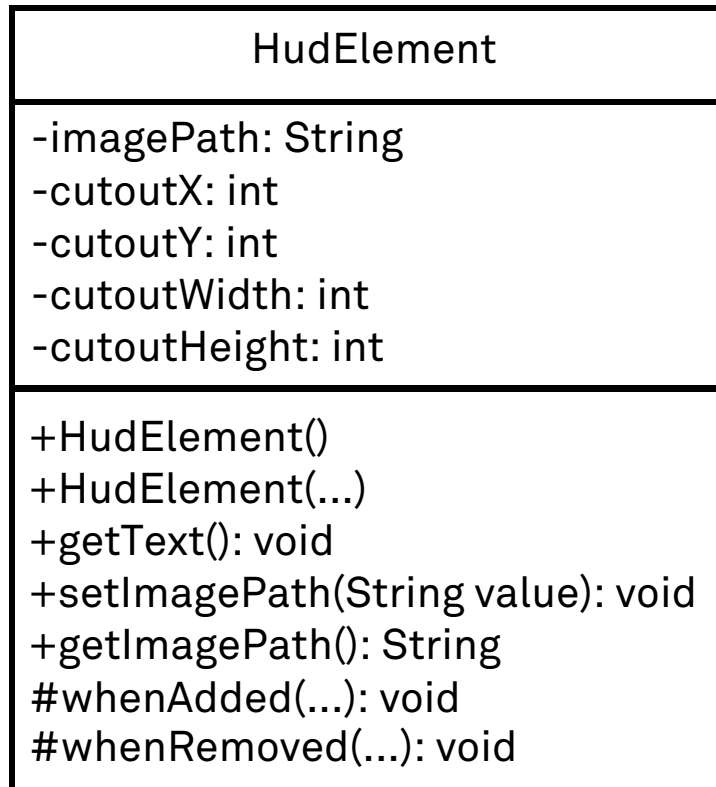 HudElement
-imagePath: String
-cutoutX: int
-cutoutY: int
-cutoutWidth: int
-cutoutHeight: int
+HudElement()
+HudElement(...)
+getText(): void
+setImagePath(String value): void
+getImagePath(): String
#whenAdded(...): void
#whenRemoved(...): void